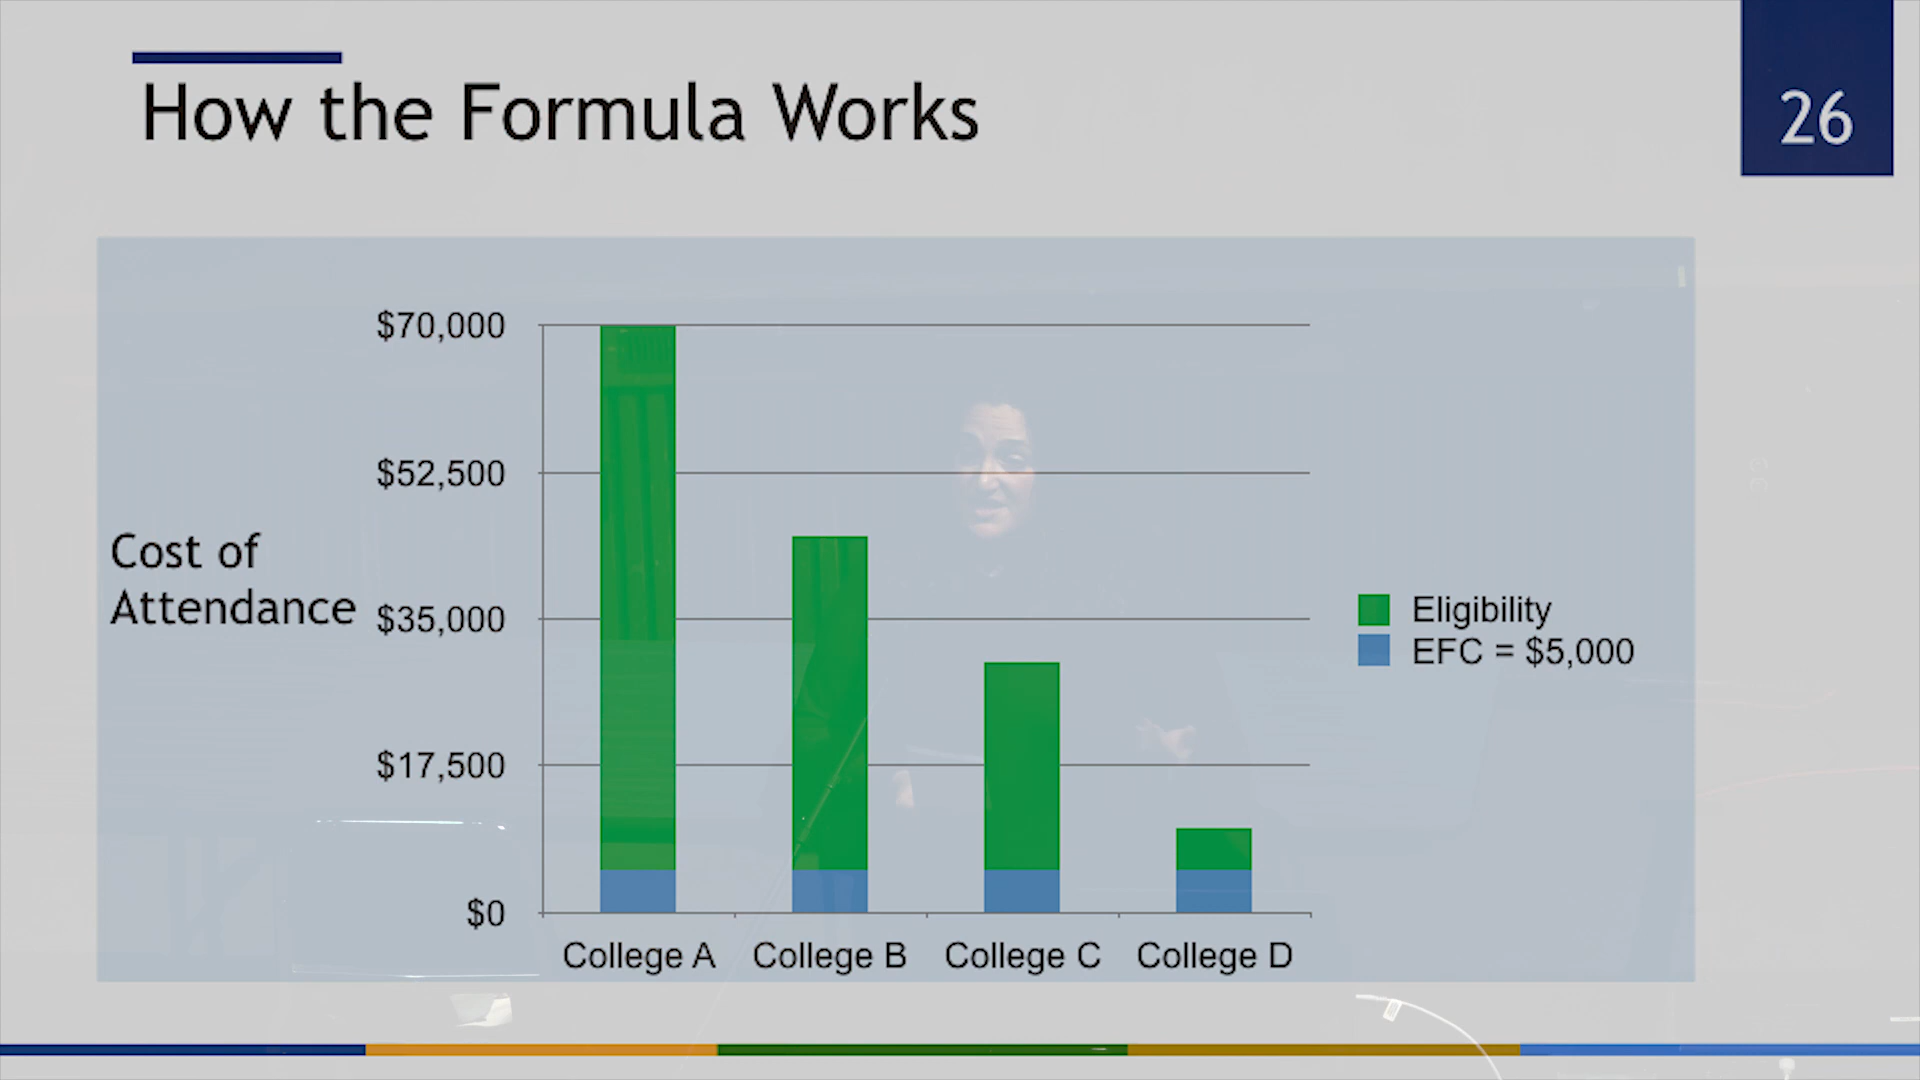 How the Formula Works
26
$70,000
$52,500
Cost of
Attendance
$35,000
$17,500
$0
College A
College B
College C
College D
Eligibility
EFC = $5,000